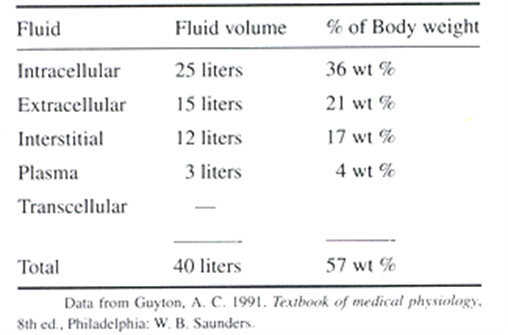 Fluid Fluid volume % of Body weight
Intracellular 25 liters 36 wt %
Extracellular 15 liters 21 wt %
Interstitial 12 liters 17 wt %
Plasma 3 liters 4 wt %
Transcellular —
Total 40 liters 57 wt %
Data from Guyton, A. C. 1991. Textbook of medical physiology,
8th ed., Philadelphia: W. B. Saunders.